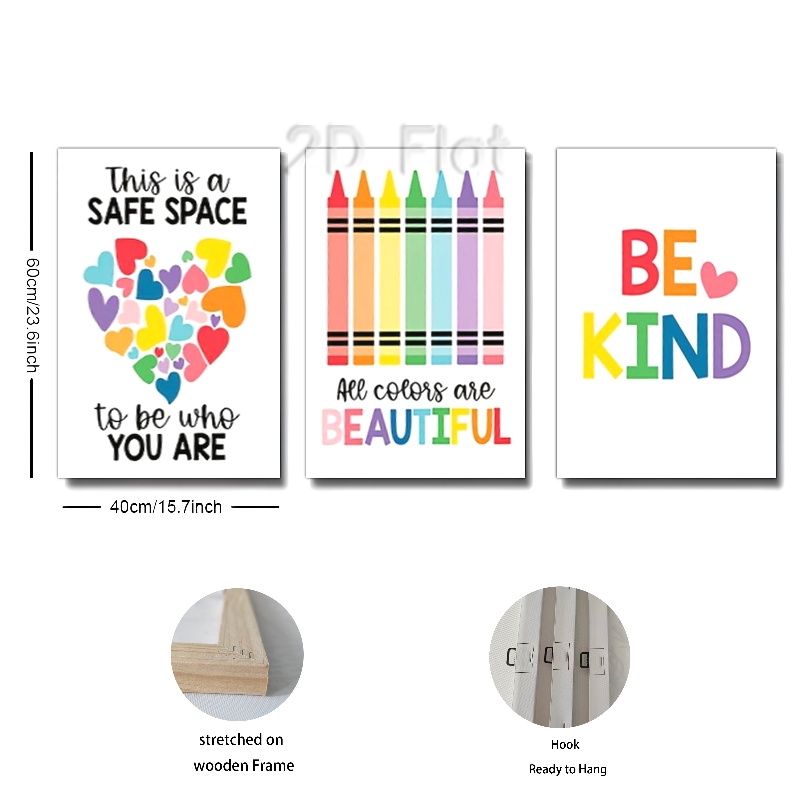 2D Flat
This is a
SAFE SPACE
to be who
YOU ARE
All colors are
BEAUTIFUL
BE
KIND
60cm/23.6inch
40cm/15.7inch
stretched on
wooden Frame
Hook
Ready to Hang